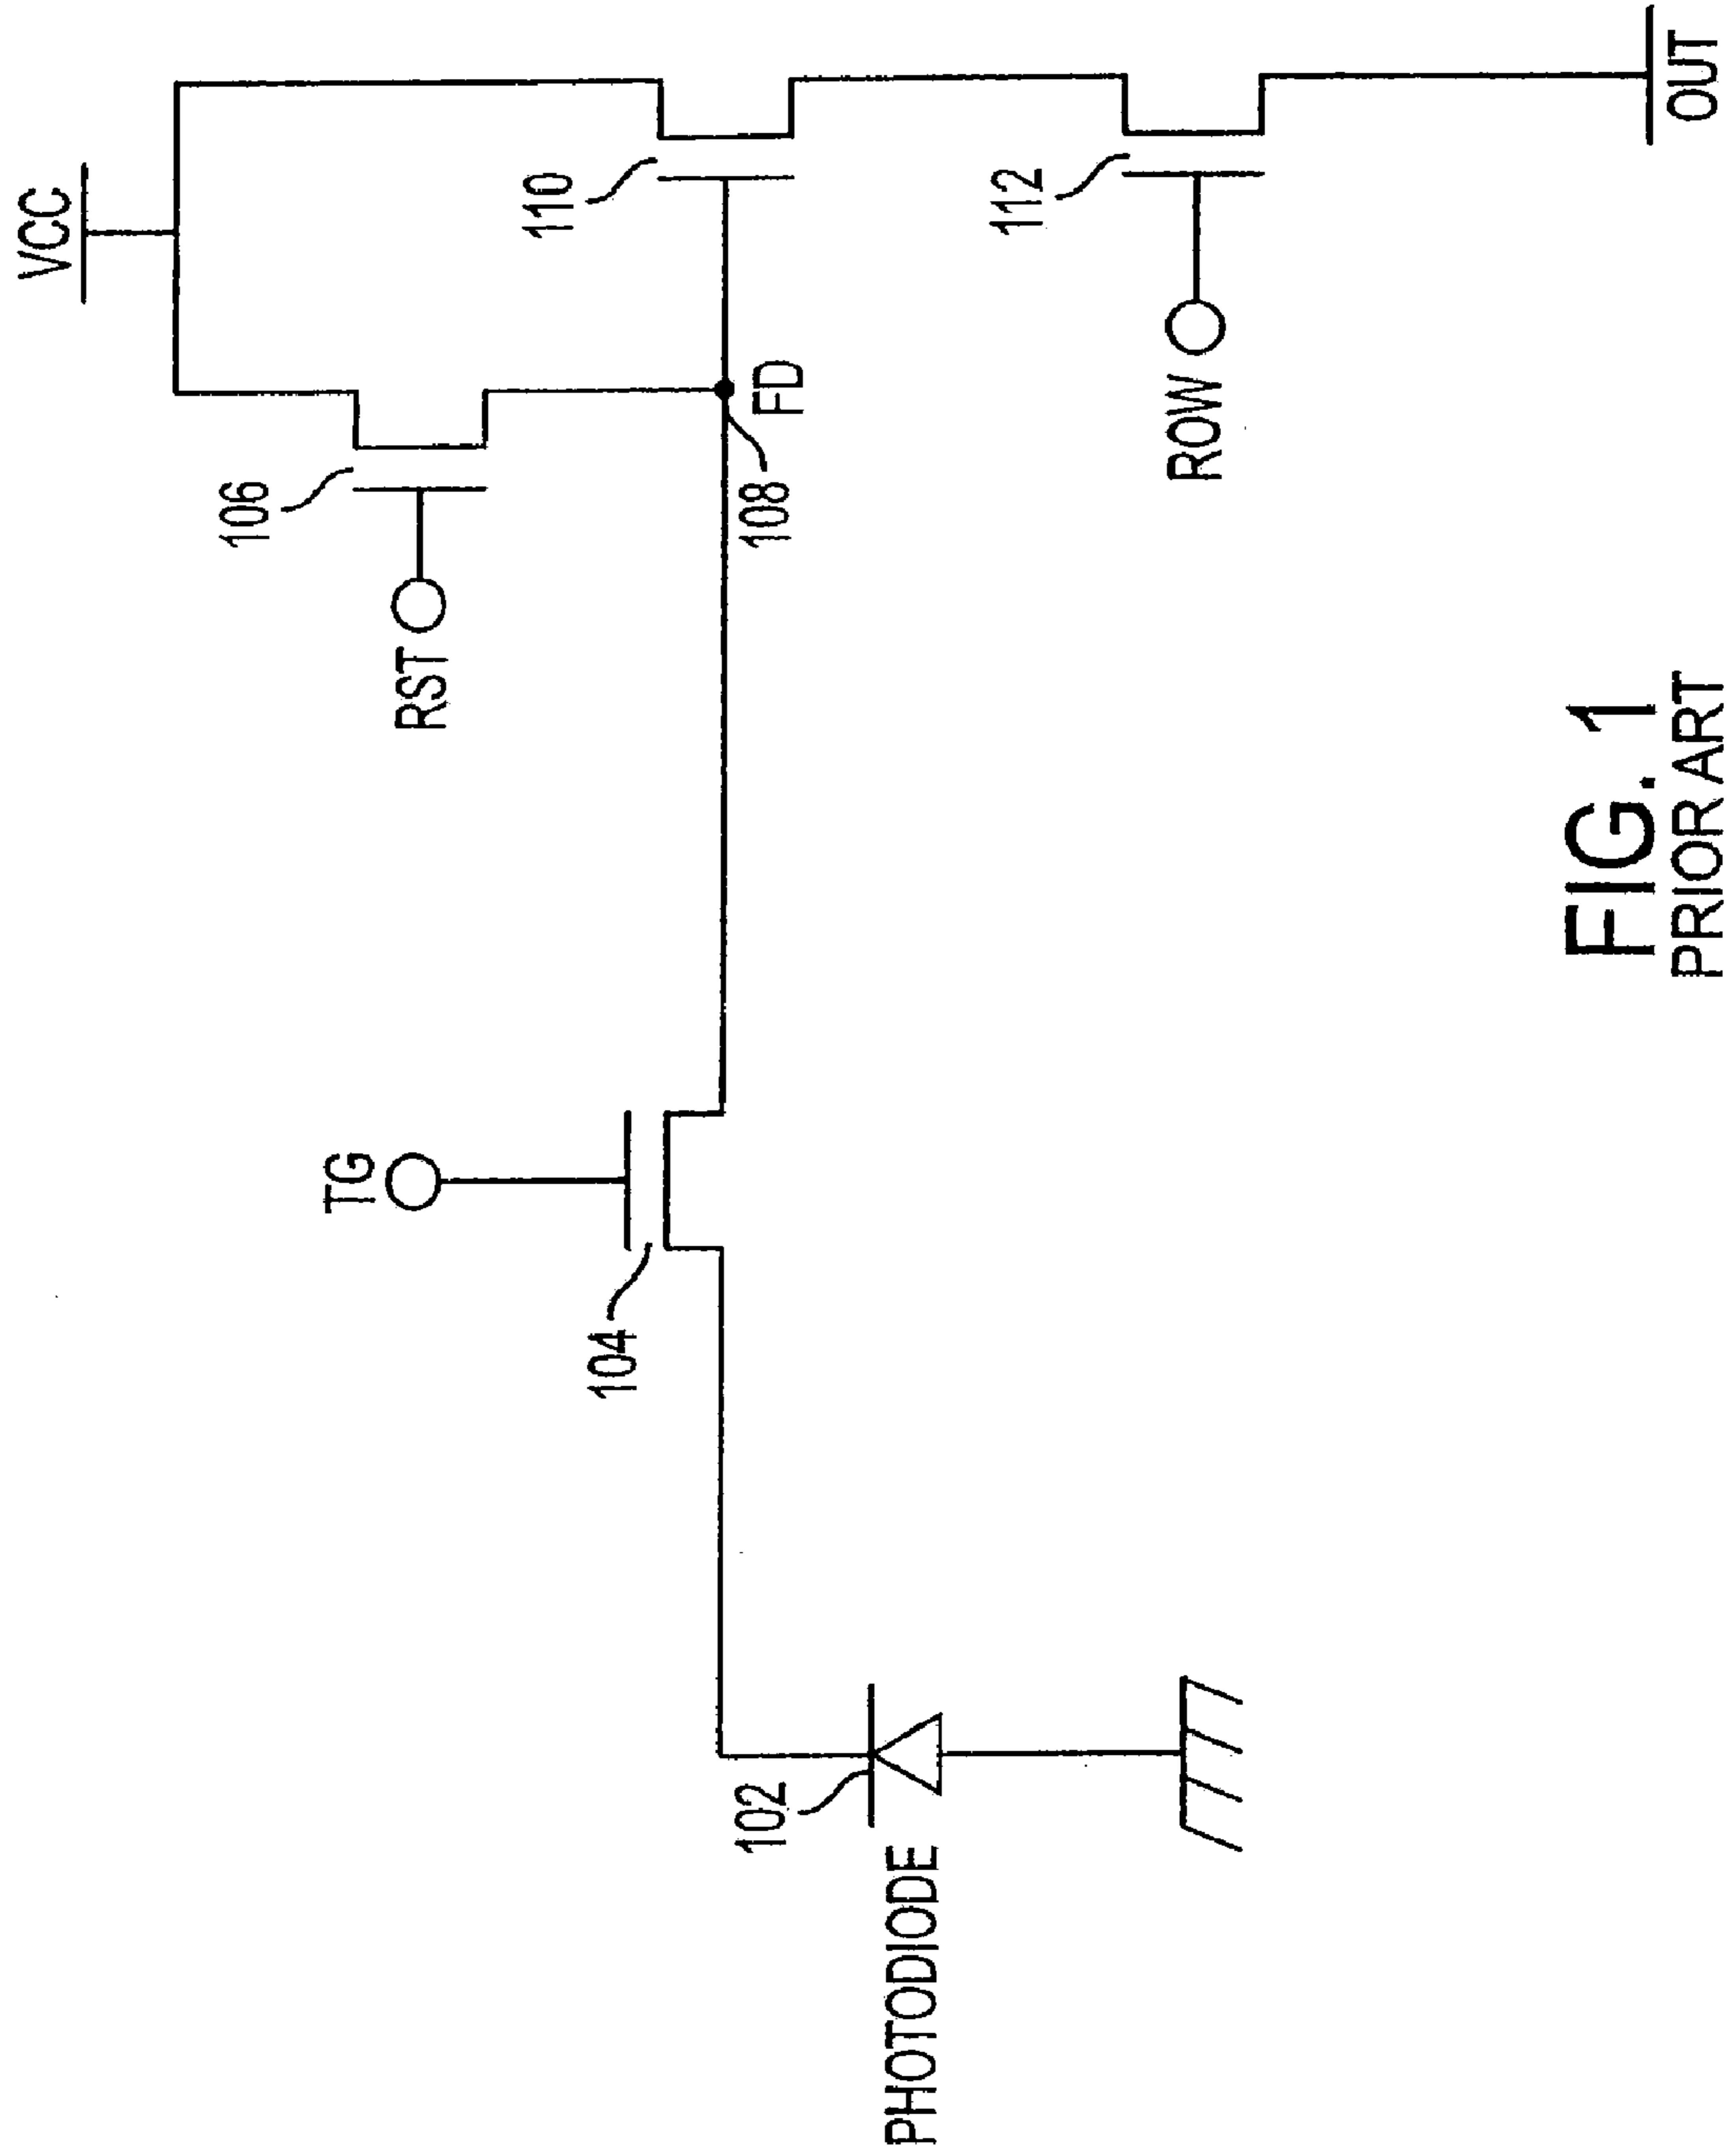 VCC
TG
106
RST
110
104
108
FD
102
PHOTODIODE
112
ROW
OUT
FIG. 1
PRIOR ART